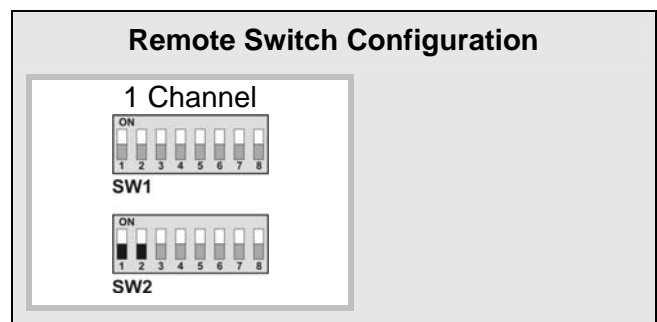 Remote Switch Configuration
1 Channel
ON
1 2 3 4 5 6 7 8
SW1
ON
1 2 3 4 5 6 7 8
SW2